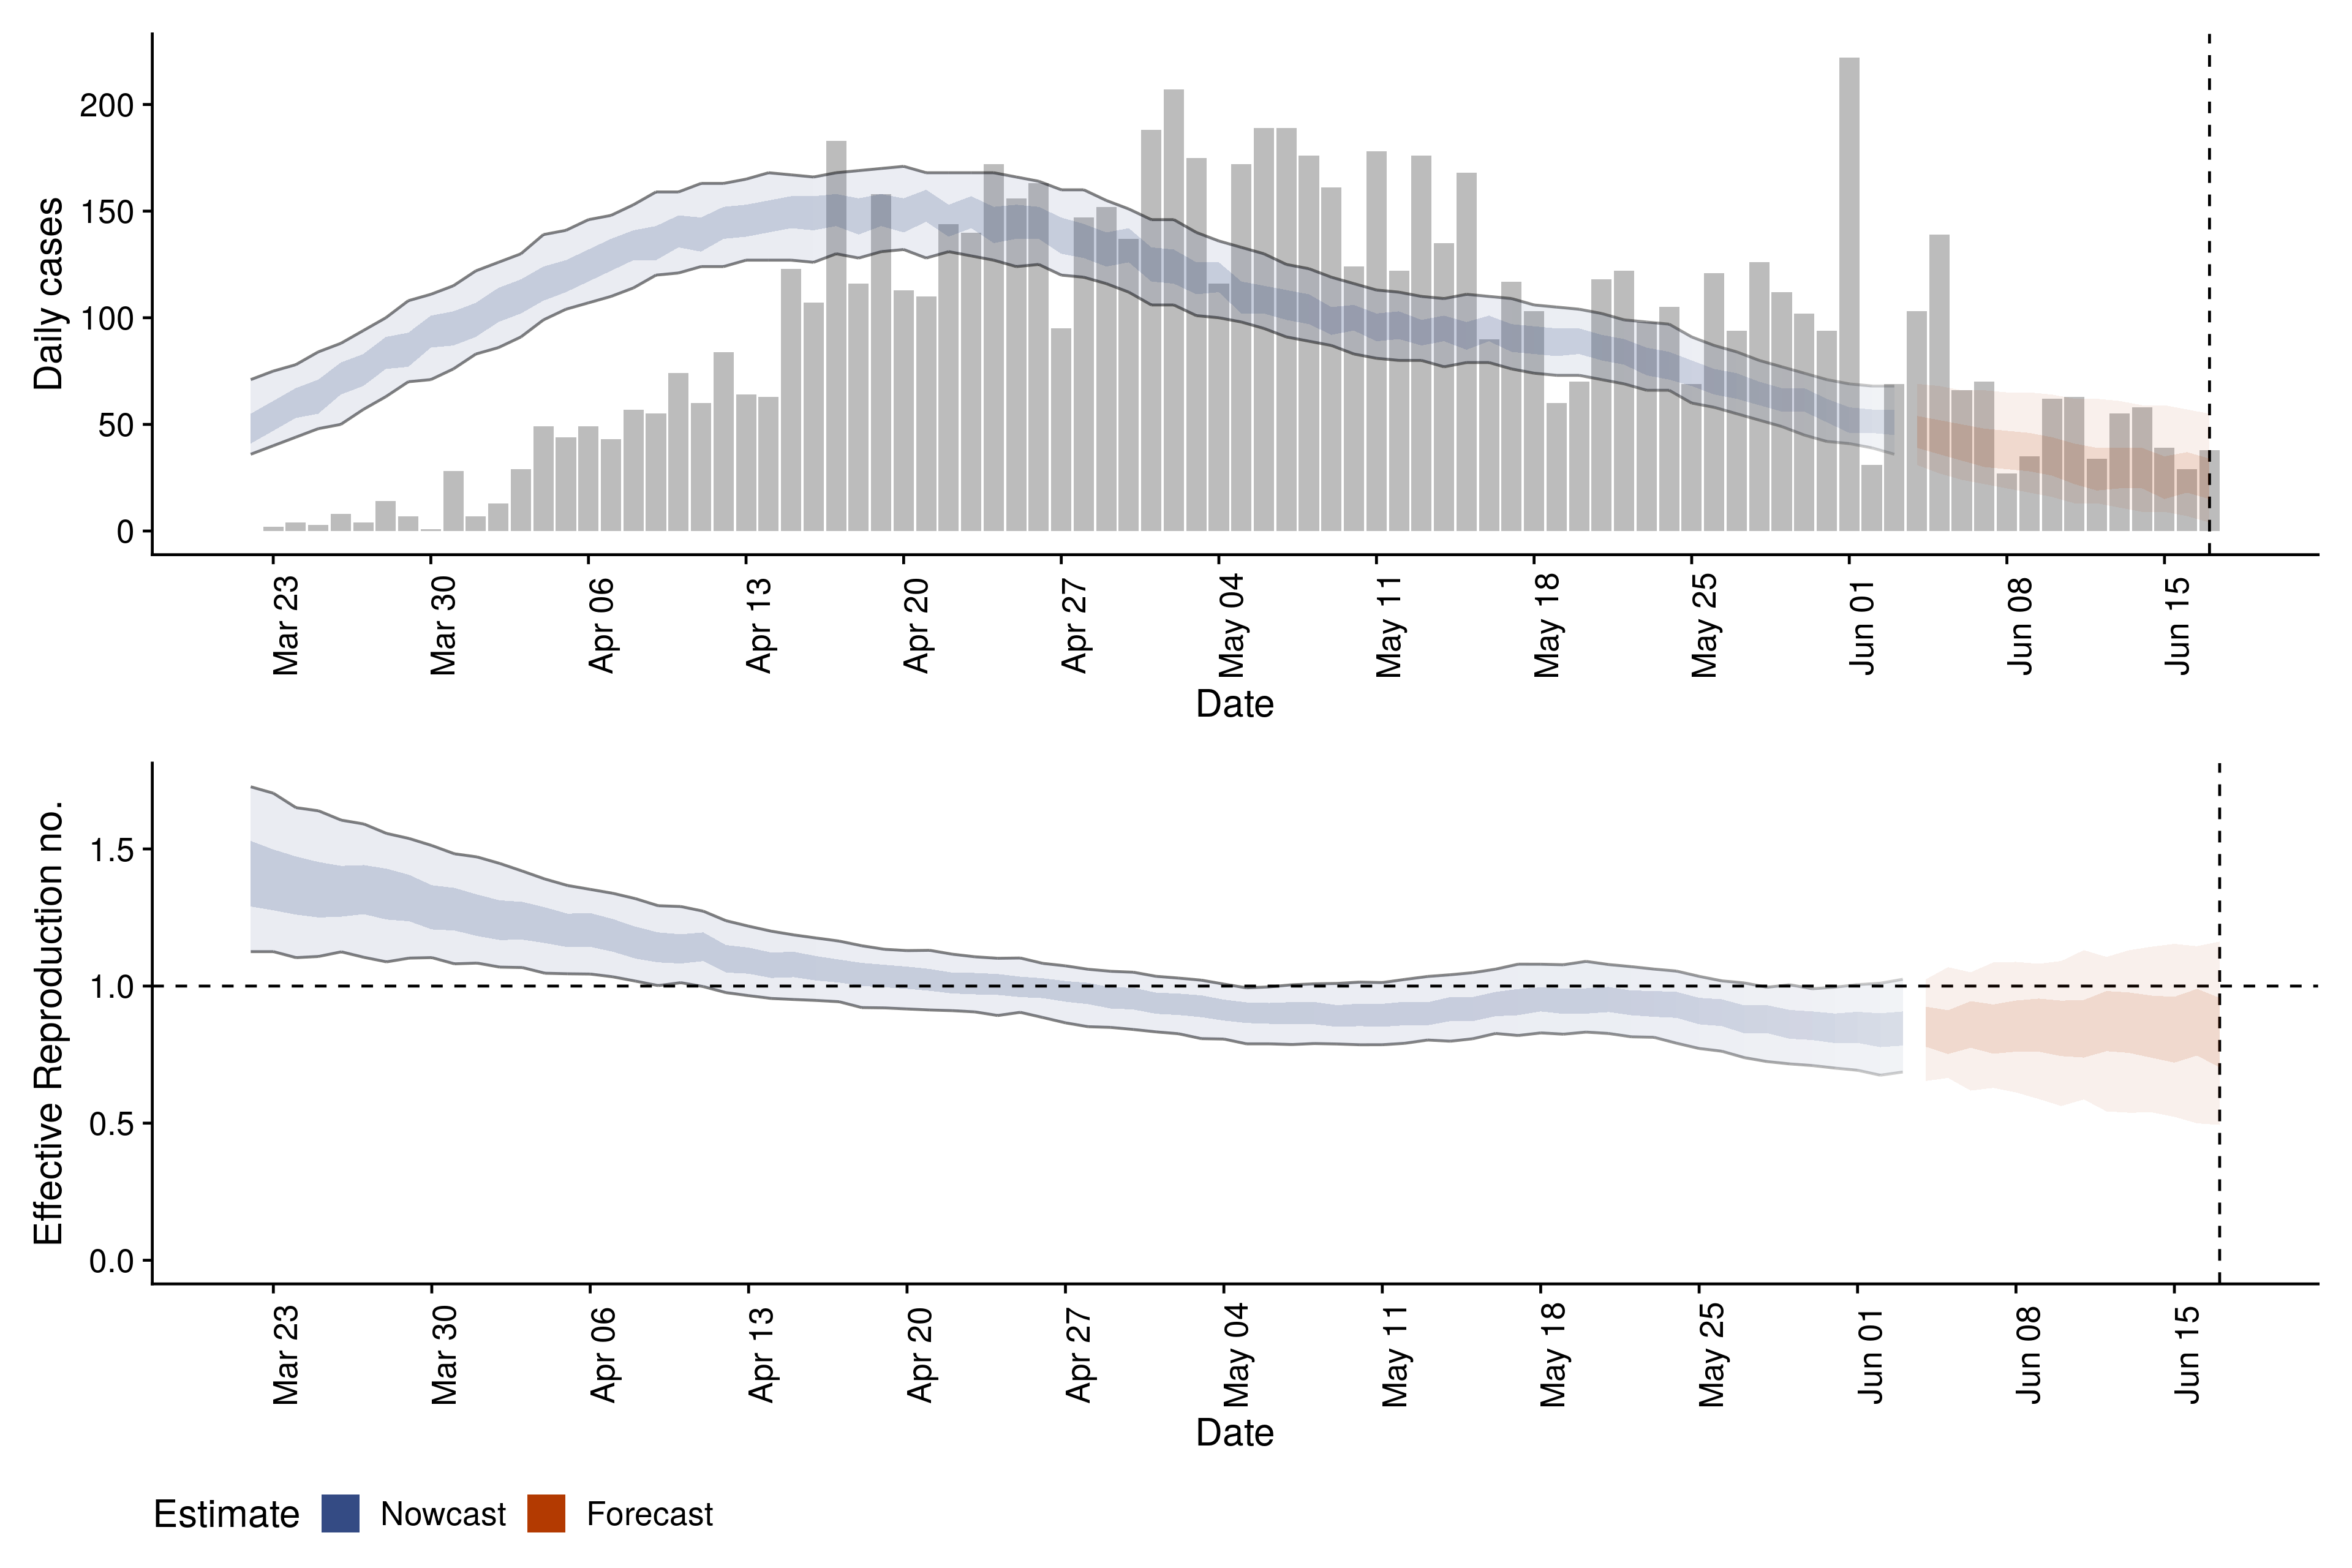 Daily cases
200
150
100
50
0
Mar 23 Mar 30 Apr 06 Apr 13 Apr 20 Apr 27 May 04 May 11 May 18 May 25 Jun 01 Jun 08 Jun 15
Date
Effective Reproduction no.
1.5
1.0
0.5
0.0
Mar 23 Mar 30 Apr 06 Apr 13 Apr 20 Apr 27 May 04 May 11 May 18 May 25 Jun 01 Jun 08 Jun 15
Date
Estimate Nowcast Forecast